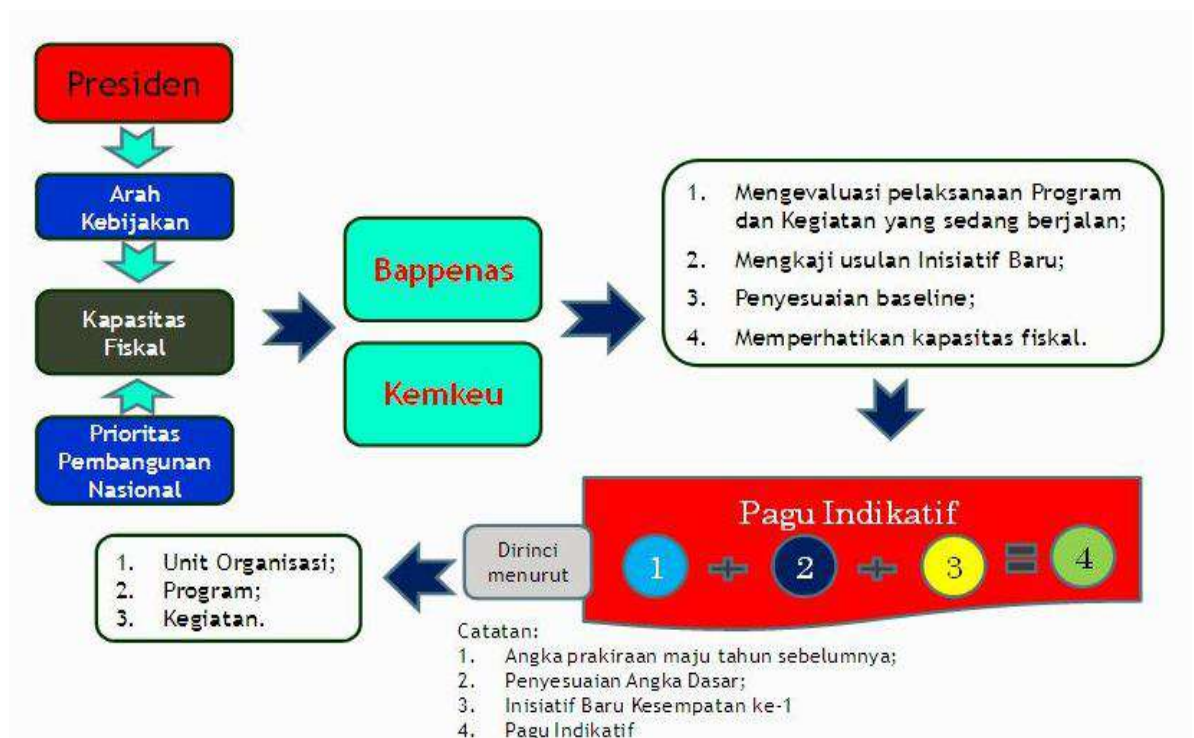 Presiden
Arah
Kebijakan
Kapasitas
Fiskal
Prioritas
Pembangunan
Nasional
Bappenas
Kemkeu
1. Mengevaluasi pelaksanaan Program
dan Kegiatan yang sedang berjalan;
2. Mengkaji usulan Inisiatif Baru;
3. Penyesuaian baseline;
4. Memperhatikan kapasitas fiskal.
Pagu Indikatif
1 + 2 + 3 = 4
Dirinci
menurut
1. Unit Organisasi;
2. Program;
3. Kegiatan.
Catatan:
1. Angka prakiraan maju tahun sebelumnya;
2. Penyesuaian Angka Dasar;
3. Inisiatif Baru Kesempatan ke-1
4. Pagu Indikatif